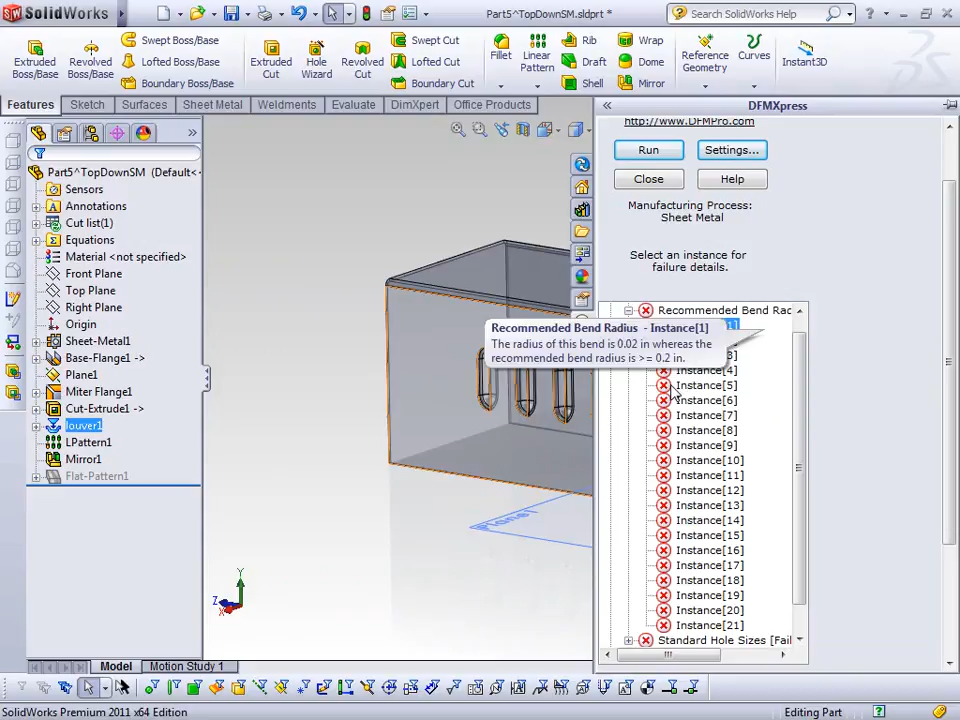 SolidWorks
Part5^TopDownSM.sldprt *
Search SolidWorks Help
Extruded Boss/Base
Revolved Boss/Base
Swept Boss/Base
Lofted Boss/Base
Boundary Boss/Base
Extruded Cut
Hole Wizard
Revolved Cut
Swept Cut
Lofted Cut
Boundary Cut
Fillet
Linear Pattern
Rib
Draft
Shell
Wrap
Dome
Mirror
Reference Geometry
Curves
Instant3D
Features
Sketch
Surfaces
Sheet Metal
Weldments
Evaluate
DimXpert
Office Products
DFMXpress
Part5^TopDownSM (Default<
Sensors
Annotations
Cut list(1)
Equations
Material <not specified>
Front Plane
Top Plane
Right Plane
Origin
Sheet-Metal1
Base-Flange1 ->
Plane1
Miter Flange1
Cut-Extrude1 ->
louver1
LPattern1
Mirror1
Flat-Pattern1
Plane1
Y
Z
X
http://www.DFMPro.com
Run
Settings...
Close
Help
Manufacturing Process:
Sheet Metal
Select an instance for
failure details.
Recommended Bend Rad
Recommended Bend Radius - Instance[1]
The radius of this bend is 0.02 in whereas the
recommended bend radius is >= 0.2 in.
Instance[4]
Instance[5]
Instance[6]
Instance[7]
Instance[8]
Instance[9]
Instance[10]
Instance[11]
Instance[12]
Instance[13]
Instance[14]
Instance[15]
Instance[16]
Instance[17]
Instance[18]
Instance[19]
Instance[20]
Instance[21]
Standard Hole Sizes [Fail
Model
Motion Study 1
SolidWorks Premium 2011 x64 Edition
Editing Part